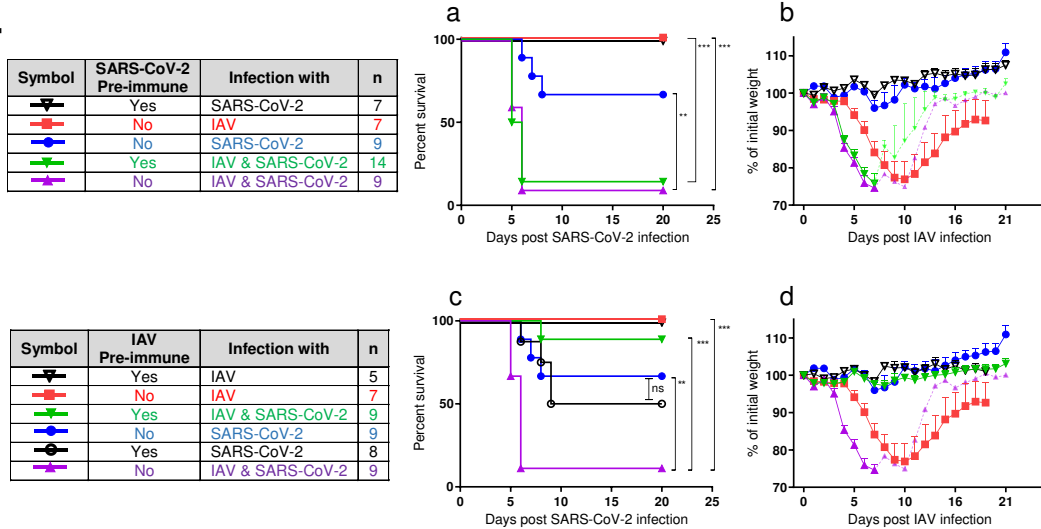 Symbol SARS-CoV-2 Pre-immune Infection with n
Yes SARS-CoV-2 7
No IAV 7
No SARS-CoV-2 9
Yes IAV & SARS-CoV-2 14
No IAV & SARS-CoV-2 9
a
Percent survival
100
50
0
0 5 10 15 20 25
Days post SARS-CoV-2 infection
***
***
**
b
% of initial weight
110
100
90
80
70
0 5 10 16 21
Days post IAV infection
Symbol IAV Pre-immune Infection with n
Yes IAV 5
No IAV 7
Yes IAV & SARS-CoV-2 9
No SARS-CoV-2 9
Yes SARS-CoV-2 8
No IAV & SARS-CoV-2 9
c
Percent survival
100
50
0
0 5 10 15 20 25
Days post SARS-CoV-2 infection
***
***
**
ns
d
% of initial weight
110
100
90
80
70
0 5 10 16 21
Days post IAV infection